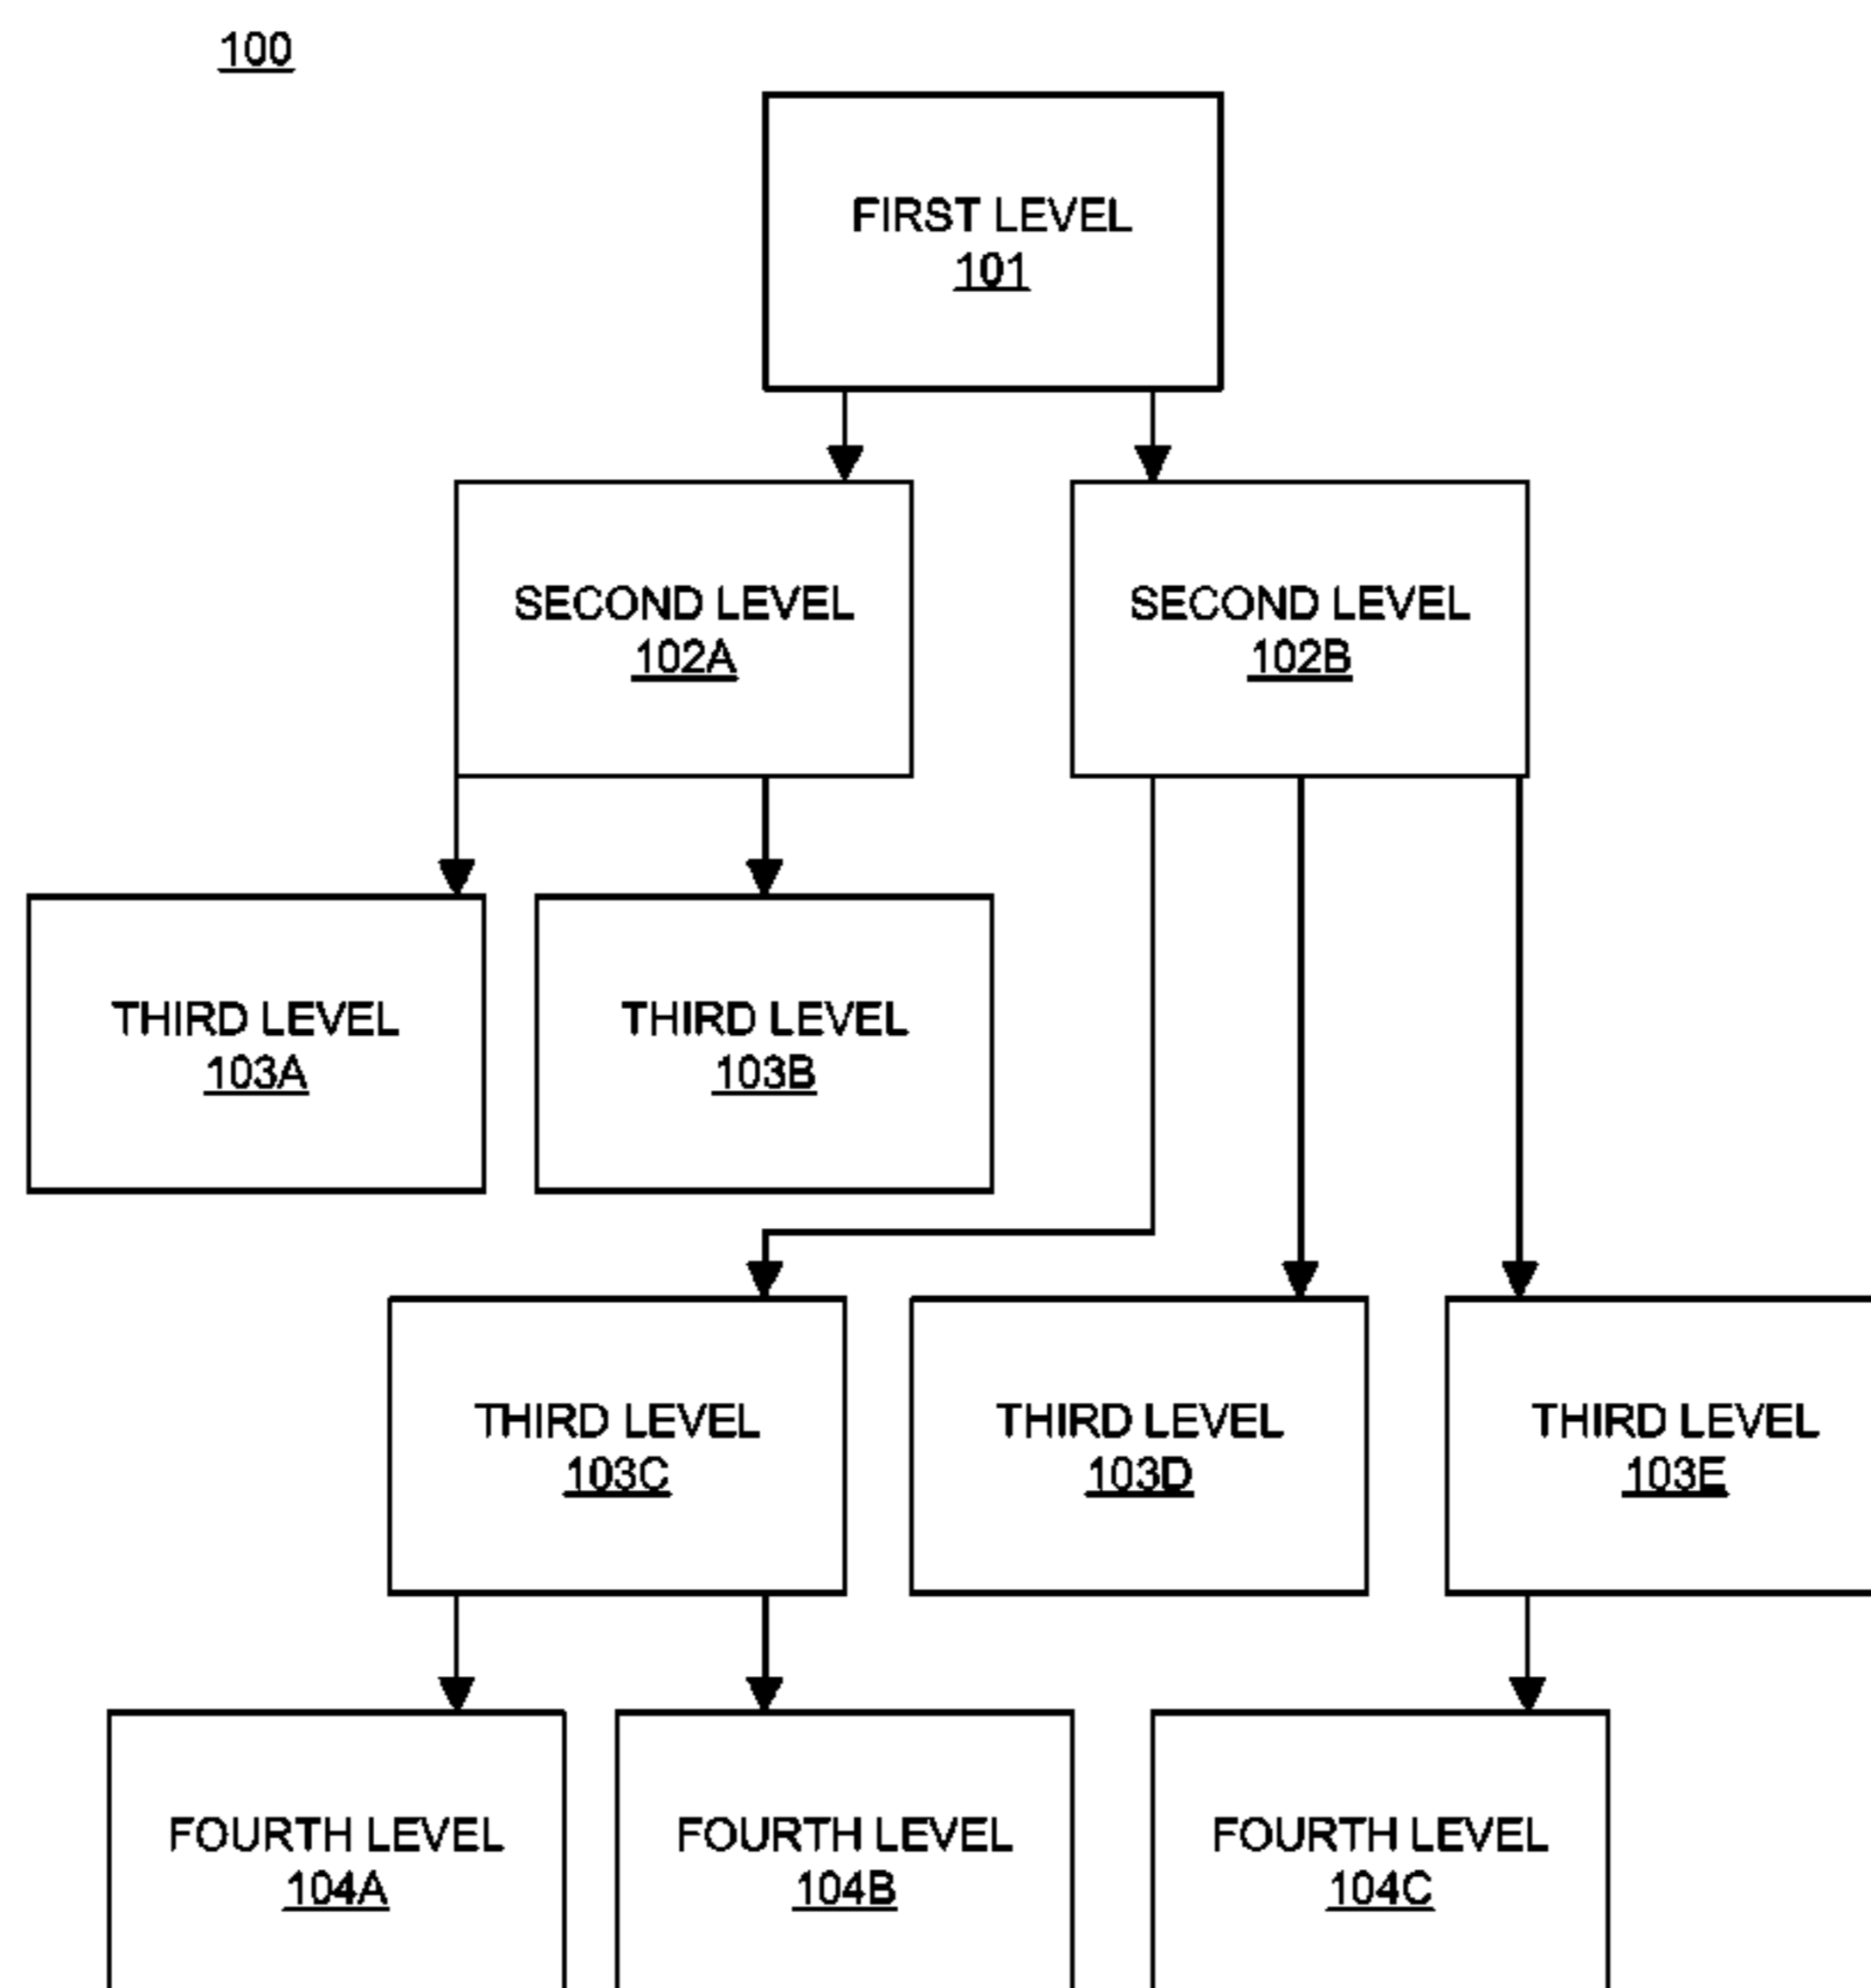 100
FIRST LEVEL
101
SECOND LEVEL
102A
SECOND LEVEL
102B
THIRD LEVEL
103A
THIRD LEVEL
103B
THIRD LEVEL
103C
THIRD LEVEL
103D
THIRD LEVEL
103E
FOURTH LEVEL
104A
FOURTH LEVEL
104B
FOURTH LEVEL
104C